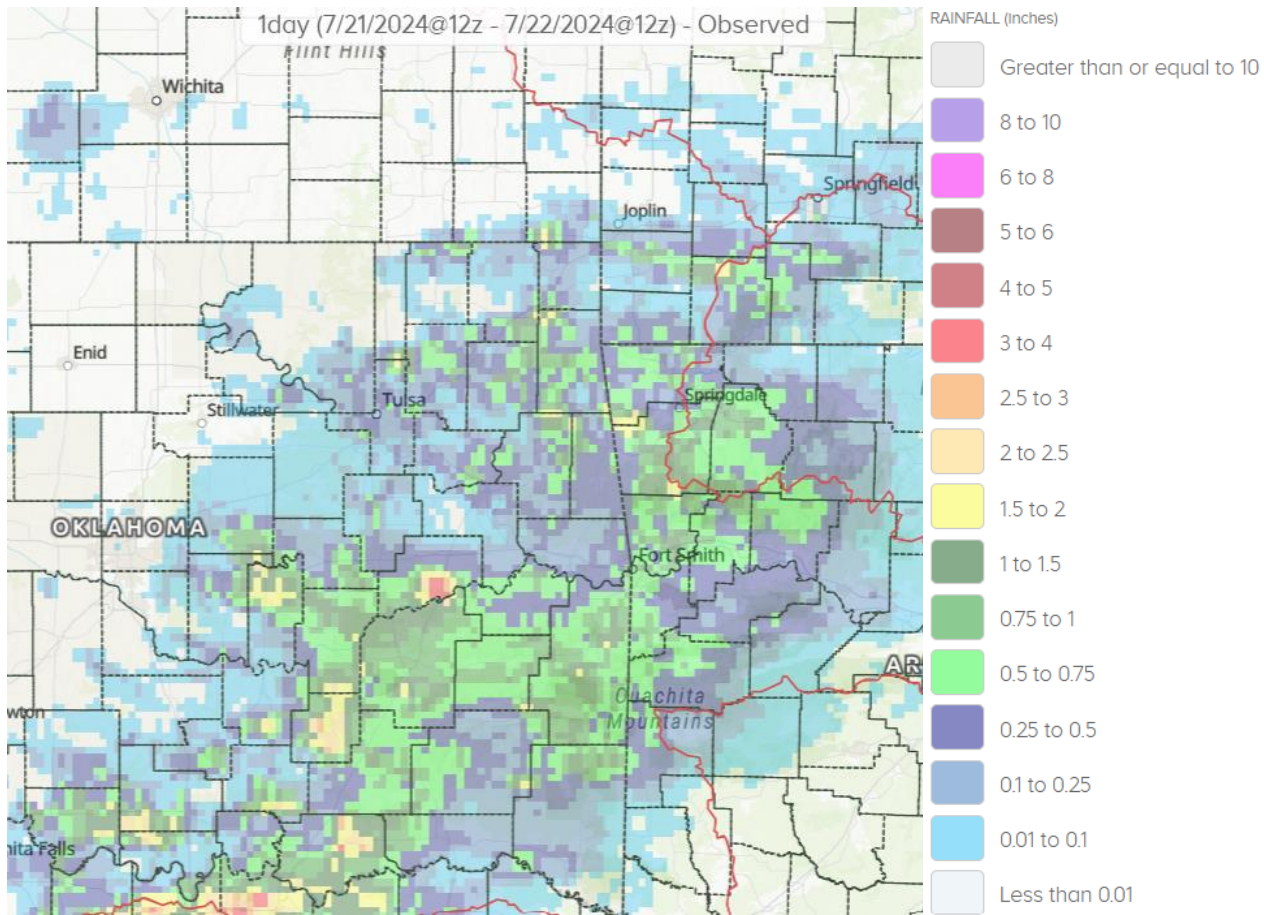 1day (7/21/2024@12z - 7/22/2024@12z) - Observed
Flint Hills
Wichita
Springfield
Joplin
Enid
Tulsa
Springdale
Stillwater
OKLAHOMA
Fort Smith
AR
Ouachita
Mountains
wton
hita Falls
RAINFALL (Inches)
Greater than or equal to 10
8 to 10
6 to 8
5 to 6
4 to 5
3 to 4
2.5 to 3
2 to 2.5
1.5 to 2
1 to 1.5
0.75 to 1
0.5 to 0.75
0.25 to 0.5
0.1 to 0.25
0.01 to 0.1
Less than 0.01